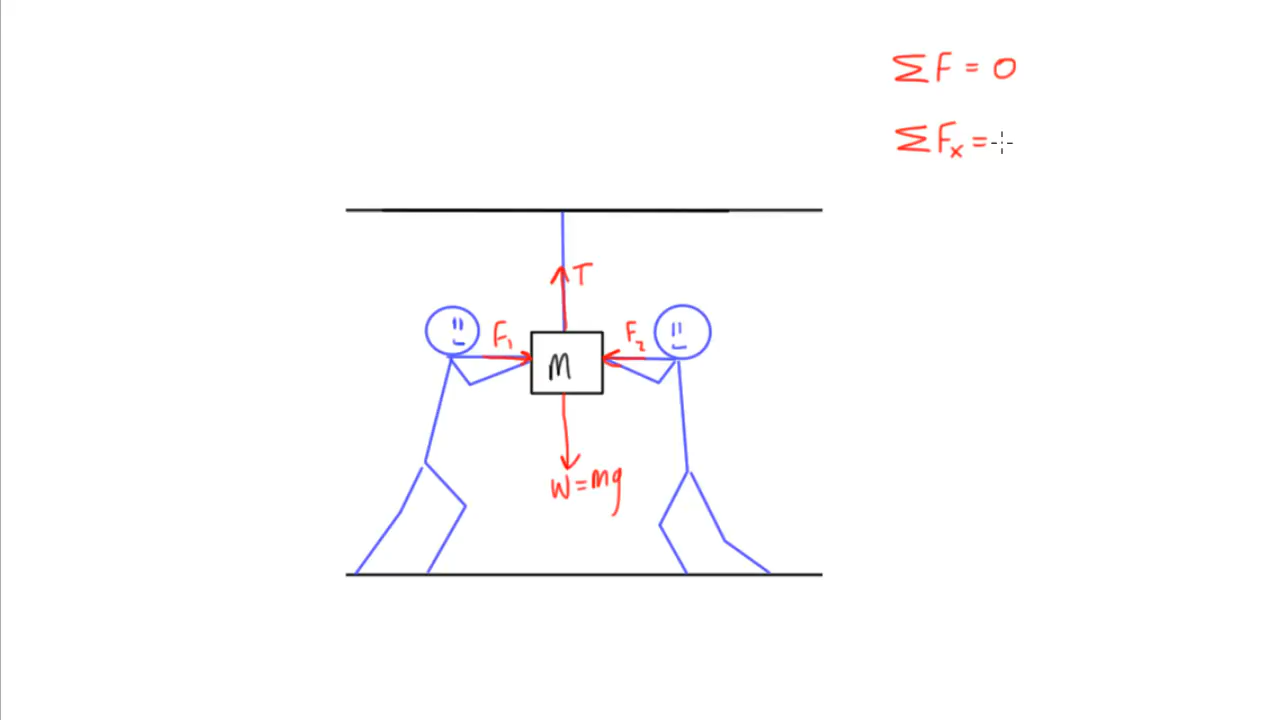 ΣF = 0
ΣFₓ =
T
F₁
F₂
M
W = mg